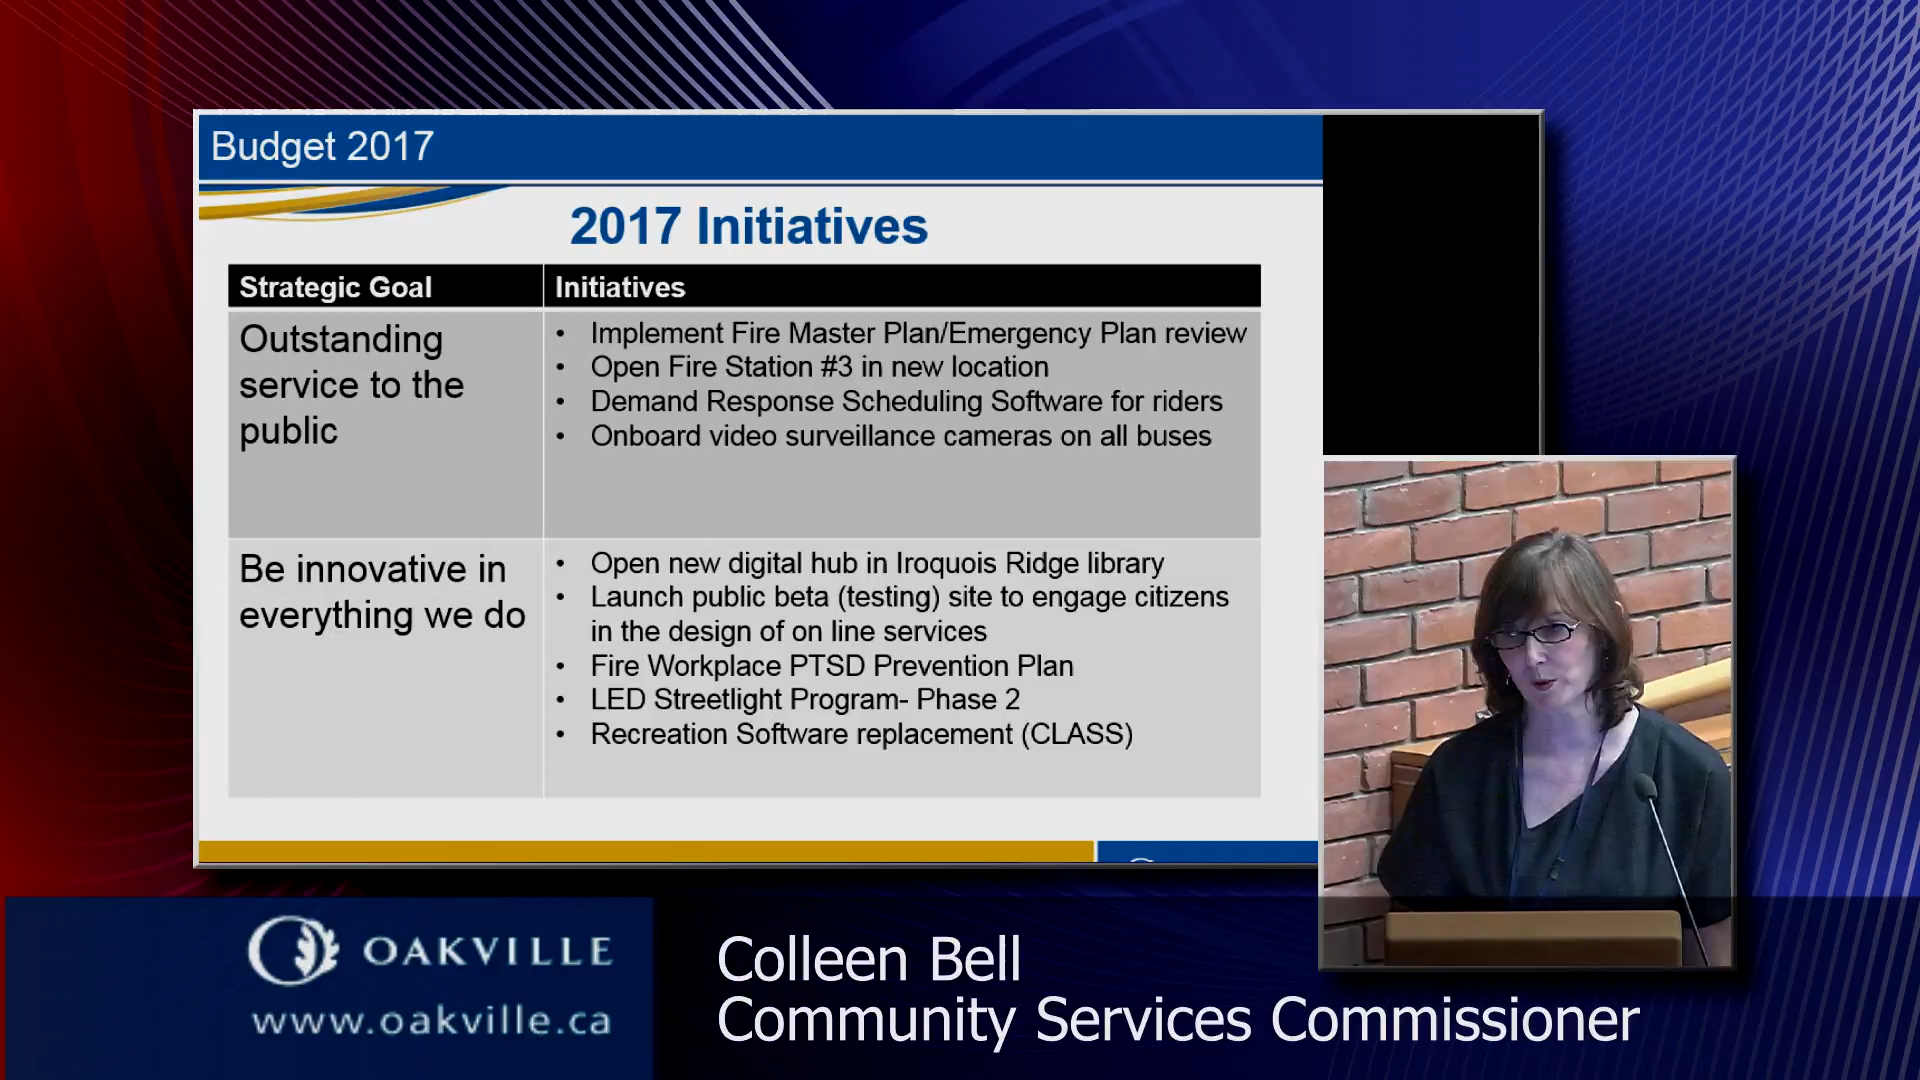 Budget 2017
2017 Initiatives
Strategic Goal
Initiatives
Outstanding
service to the
public
• Implement Fire Master Plan/Emergency Plan review
• Open Fire Station #3 in new location
• Demand Response Scheduling Software for riders
• Onboard video surveillance cameras on all buses
Be innovative in
everything we do
• Open new digital hub in Iroquois Ridge library
• Launch public beta (testing) site to engage citizens
in the design of on line services
• Fire Workplace PTSD Prevention Plan
• LED Streetlight Program- Phase 2
• Recreation Software replacement (CLASS)
OAKVILLE
www.oakville.ca
Colleen Bell
Community Services Commissioner